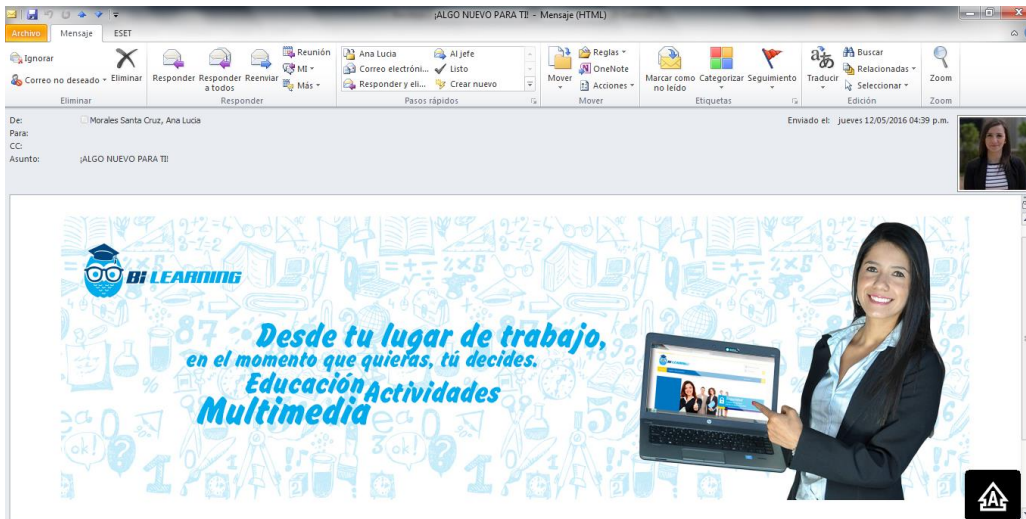 ¡ALGO NUEVO PARA TI! - Mensaje (HTML)
Archivo Mensaje ESET
Ignorar
Correo no deseado
Eliminar
Responder
Responder a todos
Reenviar
Reunión
MI
Más
Ana Lucia
Correo electróni...
Responder y eli...
Al jefe
Listo
Crear nuevo
Mover
Reglas
OneNote
Acciones
Marcar como no leído
Categorizar
Seguimiento
Traducir
Buscar
Relacionadas
Seleccionar
Zoom
Eliminar Responder Pasos rápidos Mover Etiquetas Edición Zoom
De: Morales Santa Cruz, Ana Lucia
Enviado el: jueves 12/05/2016 04:39 p.m.
Para:
CC:
Asunto: ¡ALGO NUEVO PARA TI!
Bi LEARNING
Desde tu lugar de trabajo,
en el momento que quieras, tú decides.
Educación Actividades
Multimedia